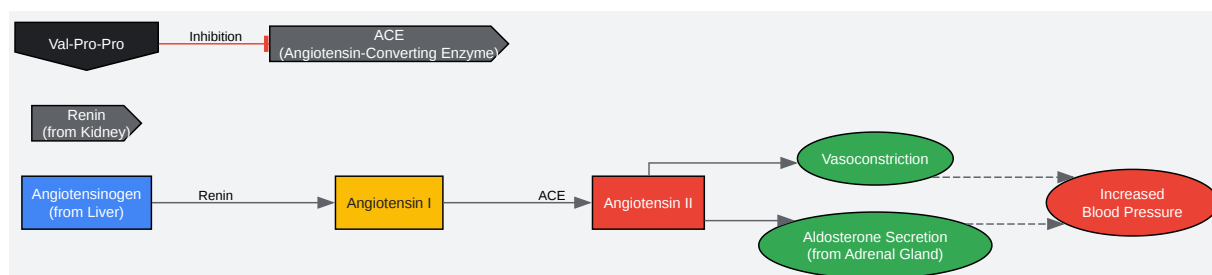 Val-Pro-Pro
Inhibition
ACE
(Angiotensin-Converting Enzyme)
Renin
(from Kidney)
Angiotensinogen
(from Liver)
Renin
Angiotensin I
ACE
Angiotensin II
Vasoconstriction
Aldosterone Secretion
(from Adrenal Gland)
Increased
Blood Pressure